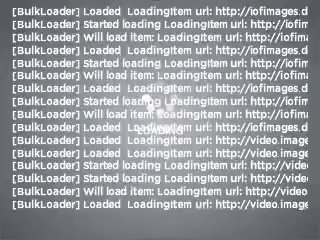 [BulkLoader] Loaded LoadingItem url: http://iofimages.d
[BulkLoader] Started loading LoadingItem url: http://iofim
[BulkLoader] Will load item: LoadingItem url: http://iofima
[BulkLoader] Loaded LoadingItem url: http://iofimages.d
[BulkLoader] Started loading LoadingItem url: http://iofim
[BulkLoader] Will load item: LoadingItem url: http://iofima
[BulkLoader] Loaded LoadingItem url: http://iofimages.d
[BulkLoader] Started loading LoadingItem url: http://iofim
[BulkLoader] Will load item: LoadingItem url: http://iofima
[BulkLoader] Loaded LoadingItem url: http://iofimages.d
LOADING
[BulkLoader] Loaded LoadingItem url: http://video.image
[BulkLoader] Loaded LoadingItem url: http://video.image
[BulkLoader] Started loading LoadingItem url: http://vide
[BulkLoader] Started loading LoadingItem url: http://vide
[BulkLoader] Will load item: LoadingItem url: http://video
[BulkLoader] Loaded LoadingItem url: http://video.image